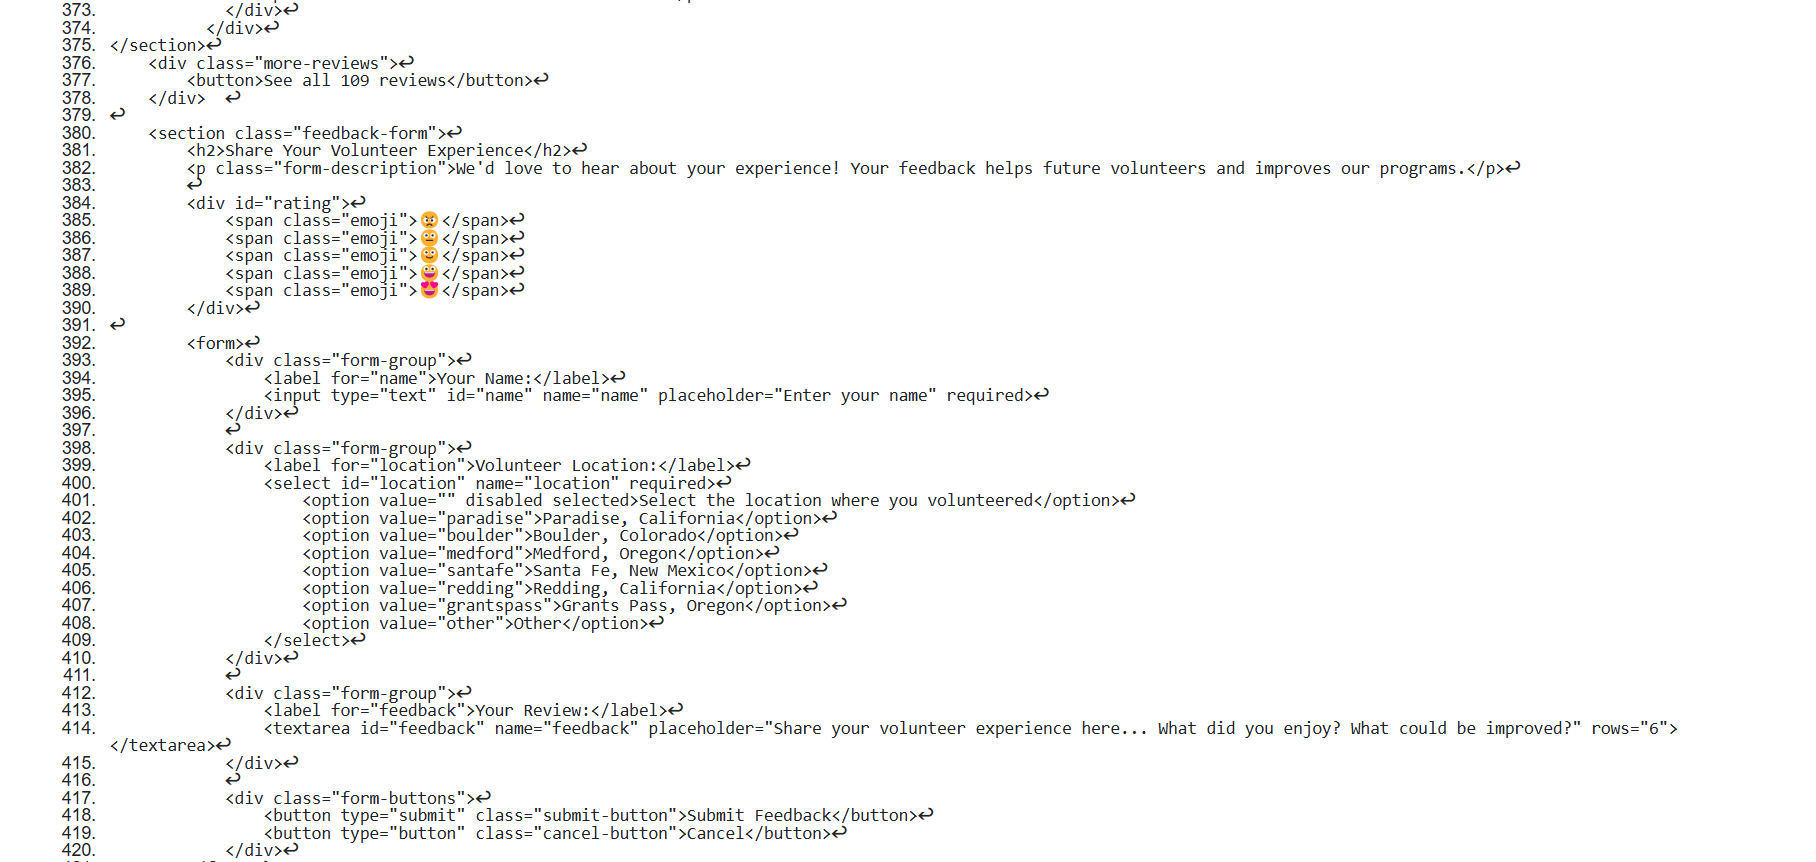 373.             </div>↩
374.           </div>↩
375. </section>↩
376.     <div class="more-reviews">↩
377.         <button>See all 109 reviews</button>↩
378.     </div>  ↩
379. ↩
380.     <section class="feedback-form">↩
381.         <h2>Share Your Volunteer Experience</h2>↩
382.         <p class="form-description">We'd love to hear about your experience! Your feedback helps future volunteers and improves our programs.</p>↩
383.         ↩
384.         <div id="rating">↩
385.             <span class="emoji">😠</span>↩
386.             <span class="emoji">😐</span>↩
387.             <span class="emoji">🙂</span>↩
388.             <span class="emoji">😀</span>↩
389.             <span class="emoji">😍</span>↩
390.         </div>↩
391. ↩
392.         <form>↩
393.             <div class="form-group">↩
394.                 <label for="name">Your Name:</label>↩
395.                 <input type="text" id="name" name="name" placeholder="Enter your name" required>↩
396.             </div>↩
397.             ↩
398.             <div class="form-group">↩
399.                 <label for="location">Volunteer Location:</label>↩
400.                 <select id="location" name="location" required>↩
401.                     <option value="" disabled selected>Select the location where you volunteered</option>↩
402.                     <option value="paradise">Paradise, California</option>↩
403.                     <option value="boulder">Boulder, Colorado</option>↩
404.                     <option value="medford">Medford, Oregon</option>↩
405.                     <option value="santafe">Santa Fe, New Mexico</option>↩
406.                     <option value="redding">Redding, California</option>↩
407.                     <option value="grantspass">Grants Pass, Oregon</option>↩
408.                     <option value="other">Other</option>↩
409.                 </select>↩
410.             </div>↩
411.             ↩
412.             <div class="form-group">↩
413.                 <label for="feedback">Your Review:</label>↩
414.                 <textarea id="feedback" name="feedback" placeholder="Share your volunteer experience here... What did you enjoy? What could be improved?" rows="6">
</textarea>↩
415.             </div>↩
416.             ↩
417.             <div class="form-buttons">↩
418.                 <button type="submit" class="submit-button">Submit Feedback</button>↩
419.                 <button type="button" class="cancel-button">Cancel</button>↩
420.             </div>↩